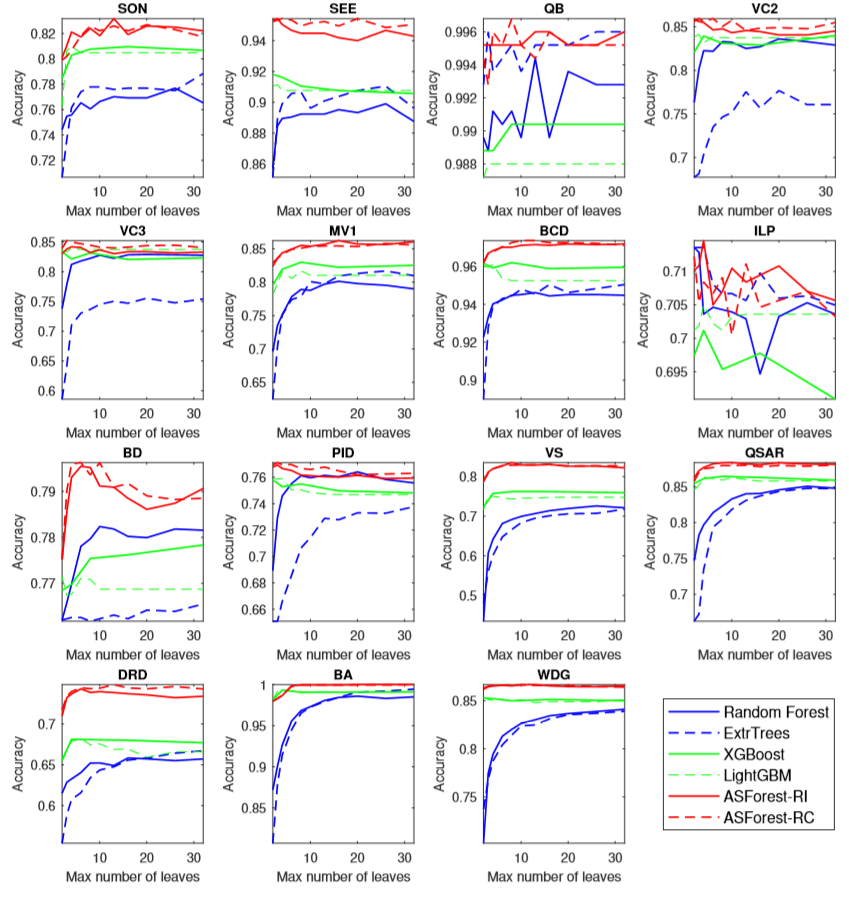 SON SEE QB VC2
0.82 0.8 0.78 0.76 0.74 0.72
Accuracy
10 20 30
Max number of leaves
0.94 0.92 0.9 0.88 0.86
Accuracy
10 20 30
Max number of leaves
0.996 0.994 0.992 0.99 0.988
Accuracy
10 20 30
Max number of leaves
0.85 0.8 0.75 0.7
Accuracy
10 20 30
Max number of leaves
VC3 MV1 BCD ILP
0.85 0.8 0.75 0.7 0.65 0.6
Accuracy
10 20 30
Max number of leaves
0.85 0.8 0.75 0.7 0.65
Accuracy
10 20 30
Max number of leaves
0.96 0.94 0.92 0.9
Accuracy
10 20 30
Max number of leaves
0.71 0.705 0.7 0.695
Accuracy
10 20 30
Max number of leaves
BD PID VS QSAR
0.79 0.78 0.77
Accuracy
10 20 30
Max number of leaves
0.76 0.74 0.72 0.7 0.68 0.66
Accuracy
10 20 30
Max number of leaves
0.8 0.7 0.6 0.5
Accuracy
10 20 30
Max number of leaves
0.85 0.8 0.75 0.7
Accuracy
10 20 30
Max number of leaves
DRD BA WDG
0.7 0.65 0.6
Accuracy
10 20 30
Max number of leaves
1 0.95 0.9 0.85
Accuracy
10 20 30
Max number of leaves
0.85 0.8 0.75
Accuracy
10 20 30
Max number of leaves
Random Forest
ExtrTrees
XGBoost
LightGBM
ASForest-RI
ASForest-RC